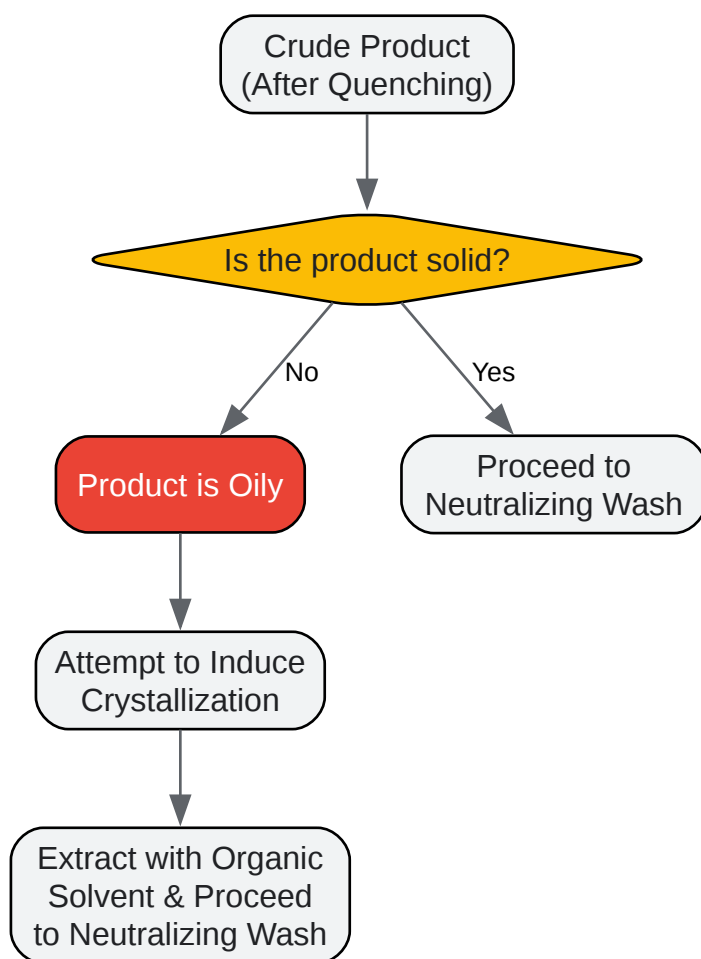 Crude Product
(After Quenching)
Is the product solid?
No
Yes
Product is Oily
Proceed to
Neutralizing Wash
Attempt to Induce
Crystallization
Extract with Organic
Solvent & Proceed
to Neutralizing Wash